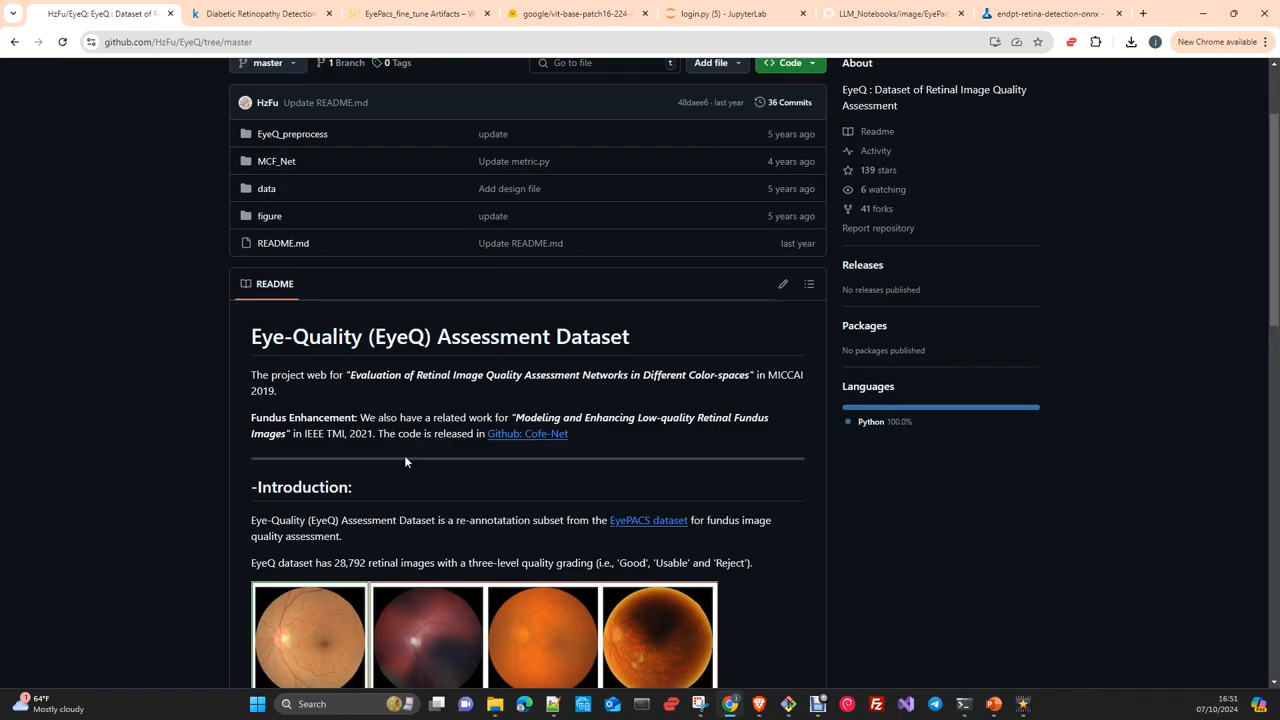 HzFu/EyeQ: EyeQ : Dataset of R
Diabetic Retinopathy Detection
EyePacs_fine_tune Artifacts – W
google/vit-base-patch16-224-i
login.py (5) - JupyterLab
LLM_Notebooks/image/EyePac
endpt-retina-detection-onnx -
github.com/HzFu/EyeQ/tree/master
New Chrome available
master
1 Branch
0 Tags
Go to file
t
Add file
Code
HzFu Update README.md
48daee6 · last year
36 Commits
EyeQ_preprocess update 5 years ago
MCF_Net Update metric.py 4 years ago
data Add design file 5 years ago
figure update 5 years ago
README.md Update README.md last year
README
Eye-Quality (EyeQ) Assessment Dataset
The project web for "Evaluation of Retinal Image Quality Assessment Networks in Different Color-spaces" in MICCAI
2019.
Fundus Enhancement: We also have a related work for "Modeling and Enhancing Low-quality Retinal Fundus
Images" in IEEE TMI, 2021. The code is released in Github: Cofe-Net
-Introduction:
Eye-Quality (EyeQ) Assessment Dataset is a re-annotatation subset from the EyePACS dataset for fundus image
quality assessment.
EyeQ dataset has 28,792 retinal images with a three-level quality grading (i.e., 'Good', 'Usable' and 'Reject').
About
EyeQ : Dataset of Retinal Image Quality
Assessment
Readme
Activity
139 stars
6 watching
41 forks
Report repository
Releases
No releases published
Packages
No packages published
Languages
Python 100.0%
1
64°F
Mostly cloudy
Search
16:51
07/10/2024